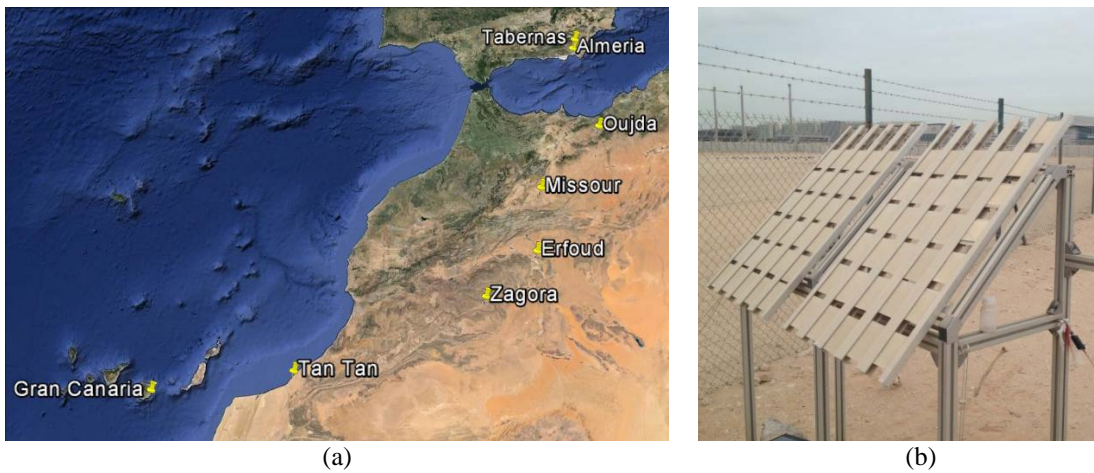 Tabernas
Almeria
Oujda
Missour
Erfoud
Zagora
Tan Tan
Gran Canaria
(a)
(b)